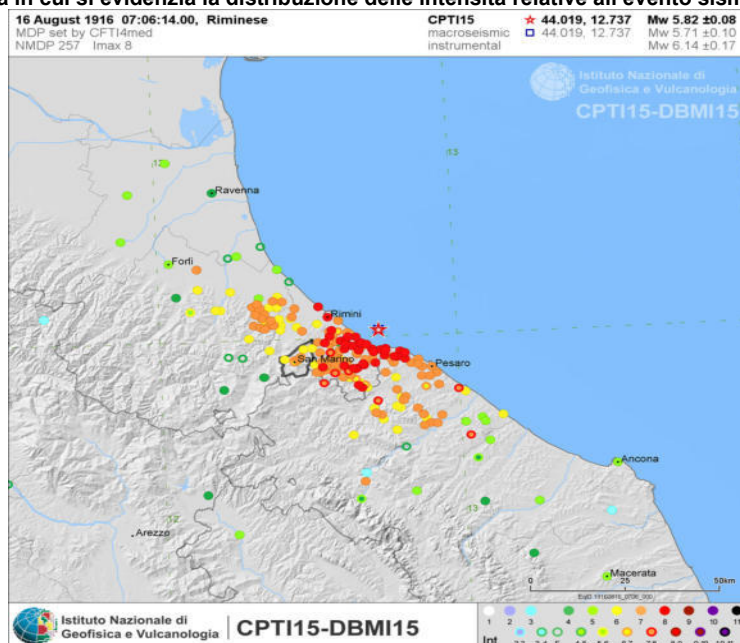 a in cui si evidenzia la distribuzione delle intensità relative all'evento sism
16 August 1916 07:06:14.00, Riminese
MDP set by CFTI4med
NMDP 257 Imax 8
CPTI15 44.019, 12.737 Mw 5.82 ±0.08
macroseismic 44.019, 12.737 Mw 5.71 ±0.10
instrumental Mw 6.14 ±0.17
Istituto Nazionale di
Geofisica e Vulcanologia
CPTI15-DBMI15
13
12
Ravenna
Forlì
Rimini
San Marino
Pesaro
Ancona
13
12
Arezzo
Macerata
0 25 50km
Istituto Nazionale di
Geofisica e Vulcanologia
CPTI15-DBMI15
1 2 3 4 5 6 7 8 9 10 11
Int.